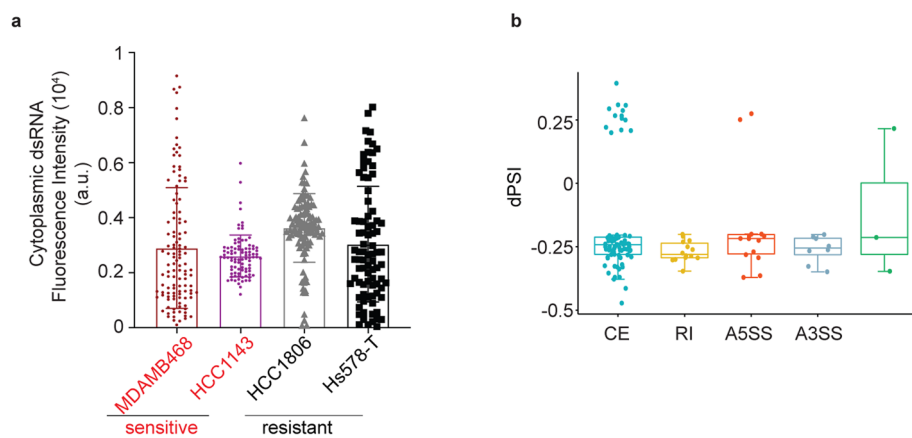 a
Cytoplasmic dsRNA
Fluorescence Intensity (10⁴)
(a.u.)
1
0.8
0.6
0.4
0.2
0
MDAMB468
HCC1143
HCC1806
Hs578-T
sensitive
resistant
b
dPSI
0.25
0
-0.25
-0.5
CE
RI
A5SS
A3SS